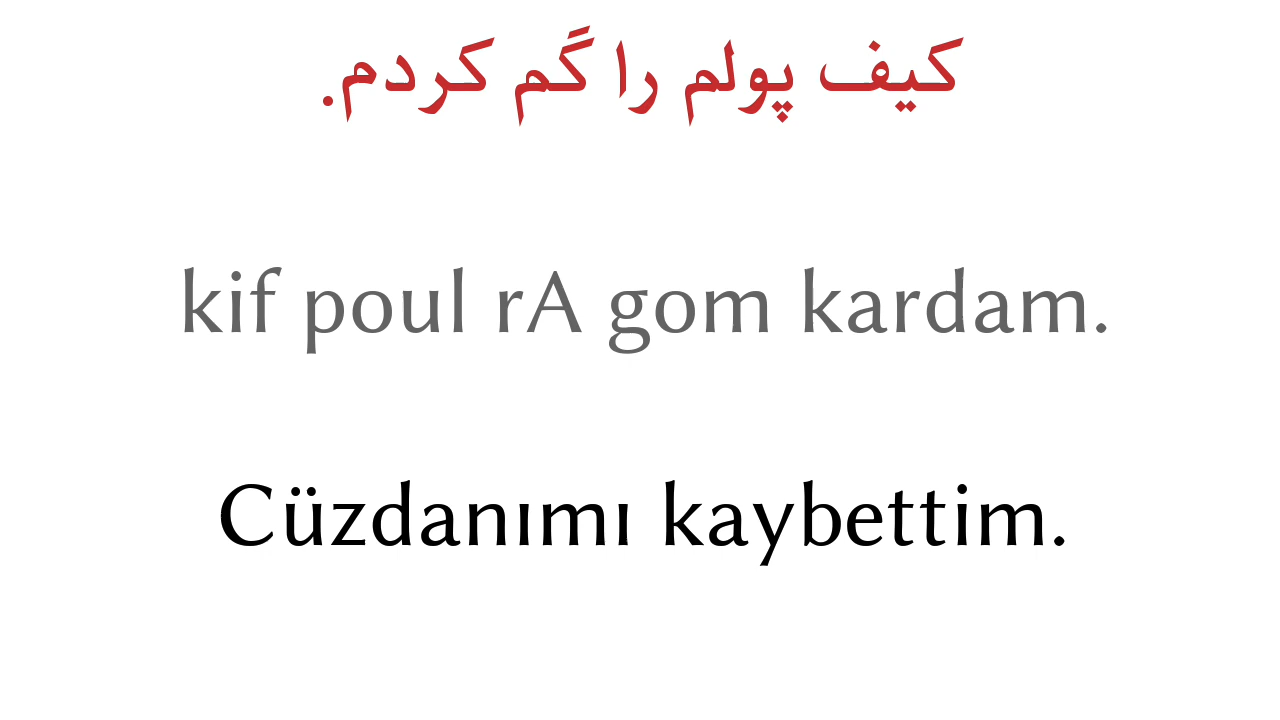 کیف پولم را گم کردم.
kif poul rA gom kardam.
Cüzdanımı kaybettim.